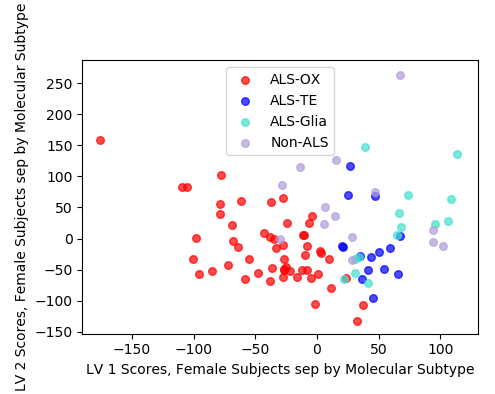 LV 2 Scores, Female Subjects sep by Molecular Subtype
250
200
150
100
50
0
−50
−100
−150
ALS-OX
ALS-TE
ALS-Glia
Non-ALS
−150 −100 −50 0 50 100
LV 1 Scores, Female Subjects sep by Molecular Subtype